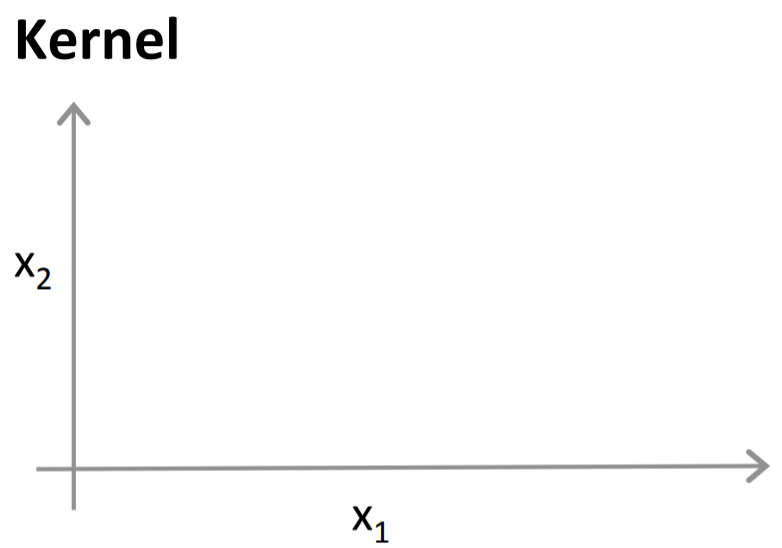 Kernel
x₂
x₁